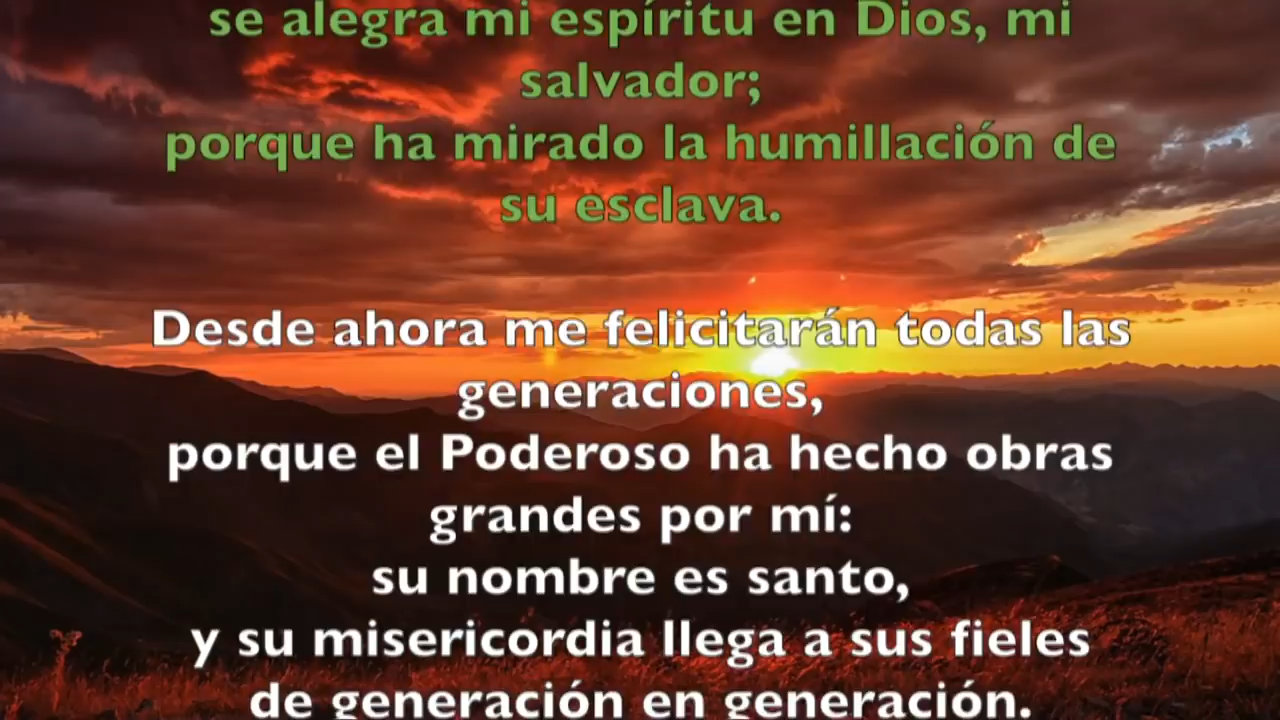 se alegra mi espíritu en Dios, mi
salvador;
porque ha mirado la humillación de
su esclava.
Desde ahora me felicitarán todas las
generaciones,
porque el Poderoso ha hecho obras
grandes por mí:
su nombre es santo,
y su misericordia llega a sus fieles
de generación en generación.